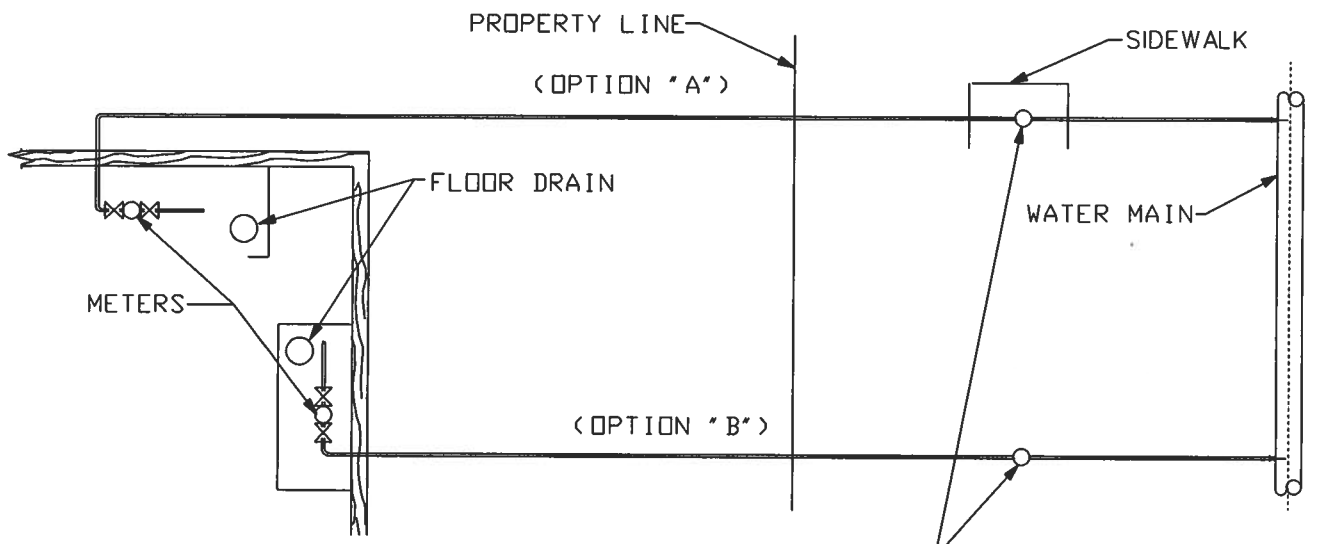 PROPERTY LINE
SIDEWALK
(OPTION "A")
FLOOR DRAIN
WATER MAIN
METERS
(OPTION "B")